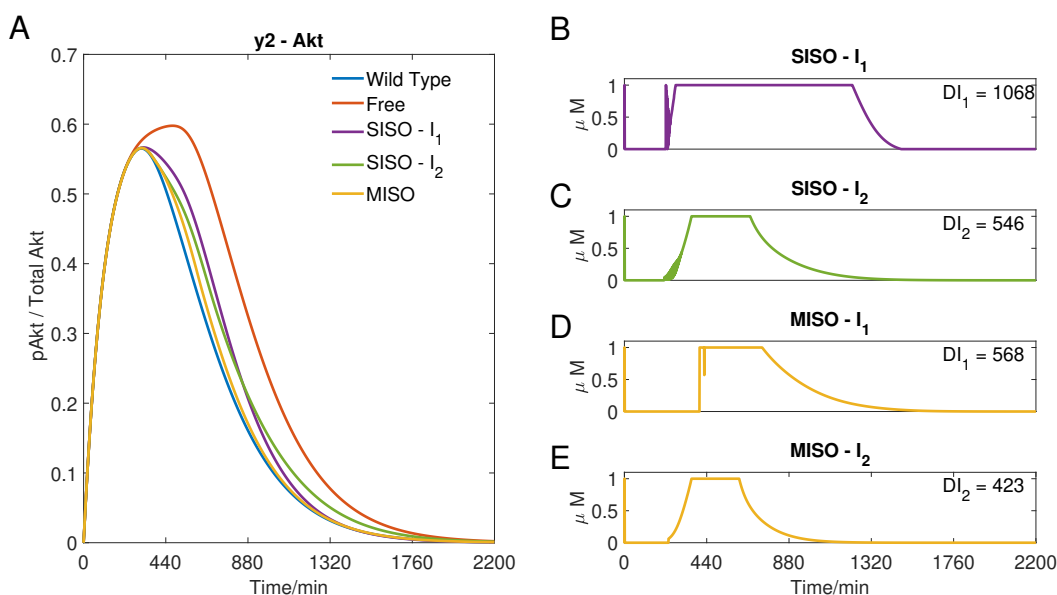 A
y2 - Akt
0.7
0.6
0.5
0.4
0.3
0.2
0.1
0
pAkt / Total Akt
Wild Type
Free
SISO - I1
SISO - I2
MISO
0 440 880 1320 1760 2200
Time/min
B
SISO - I1
1
0.5
0
μ M
DI1 = 1068
C
SISO - I2
1
0.5
0
μ M
DI2 = 546
D
MISO - I1
1
0.5
0
μ M
DI1 = 568
E
MISO - I2
1
0.5
0
μ M
DI2 = 423
0 440 880 1320 1760 2200
Time/min